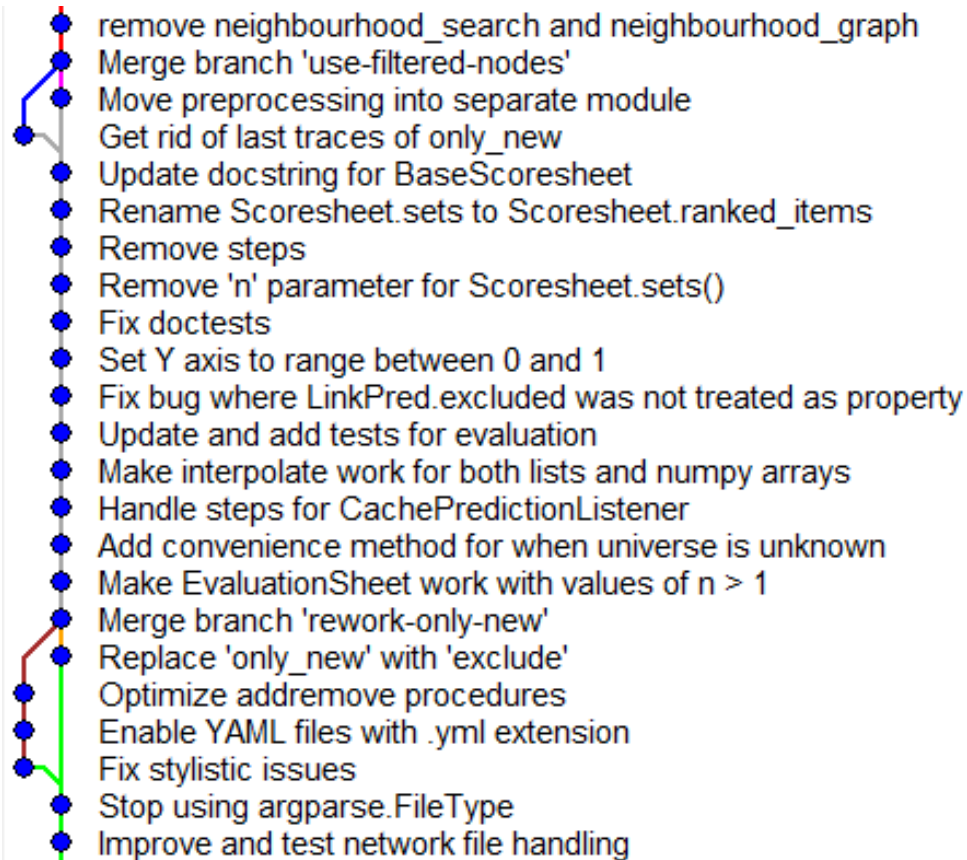 remove neighbourhood_search and neighbourhood_graph
Merge branch 'use-filtered-nodes'
Move preprocessing into separate module
Get rid of last traces of only_new
Update docstring for BaseScoresheet
Rename Scoresheet.sets to Scoresheet.ranked_items
Remove steps
Remove 'n' parameter for Scoresheet.sets()
Fix doctests
Set Y axis to range between 0 and 1
Fix bug where LinkPred.excluded was not treated as property
Update and add tests for evaluation
Make interpolate work for both lists and numpy arrays
Handle steps for CachePredictionListener
Add convenience method for when universe is unknown
Make EvaluationSheet work with values of n > 1
Merge branch 'rework-only-new'
Replace 'only_new' with 'exclude'
Optimize addremove procedures
Enable YAML files with .yml extension
Fix stylistic issues
Stop using argparse.FileType
Improve and test network file handling